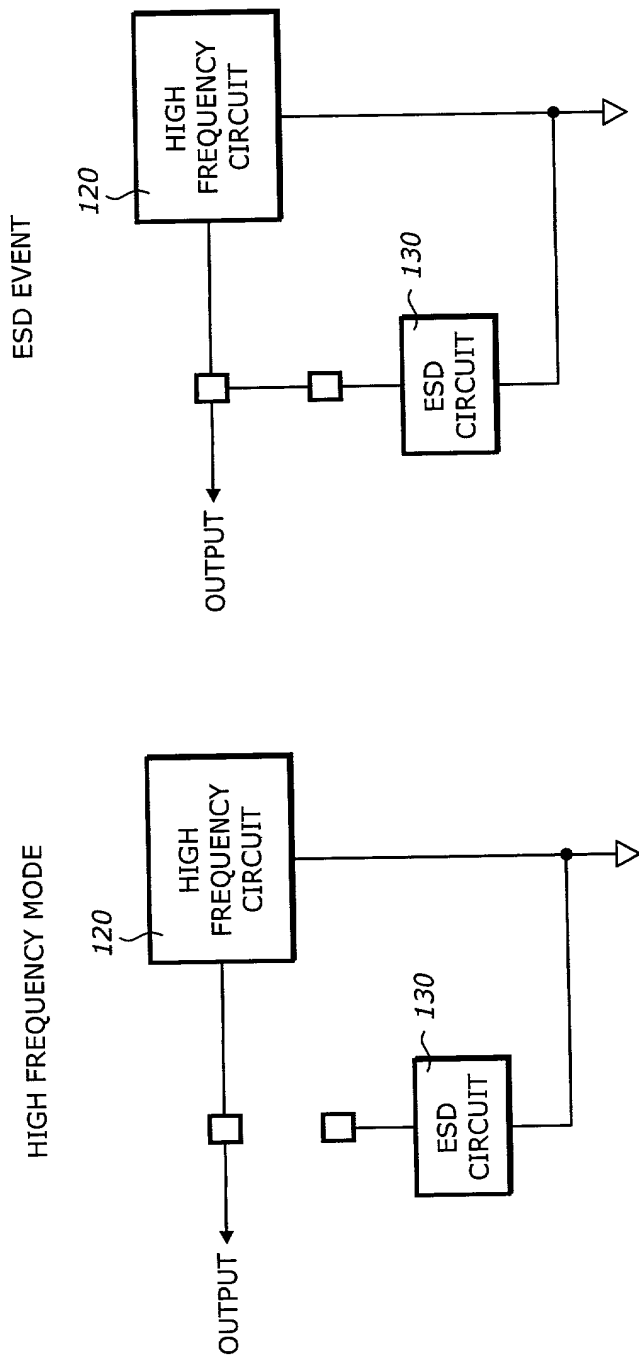 HIGH FREQUENCY MODE
120
HIGH
FREQUENCY
CIRCUIT
OUTPUT
130
ESD
CIRCUIT
ESD EVENT
120
HIGH
FREQUENCY
CIRCUIT
OUTPUT
130
ESD
CIRCUIT